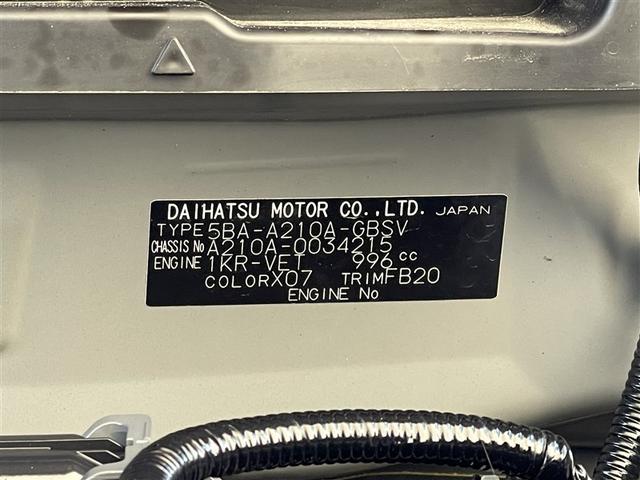 DAIHATSU MOTOR CO.,LTD. JAPAN
TYPE 5BA-A210A-GBSV
CHASSIS No A210A-0034215
ENGINE 1KR-VET 996 cc
COLOR X07 TRIM FB20
ENGINE No